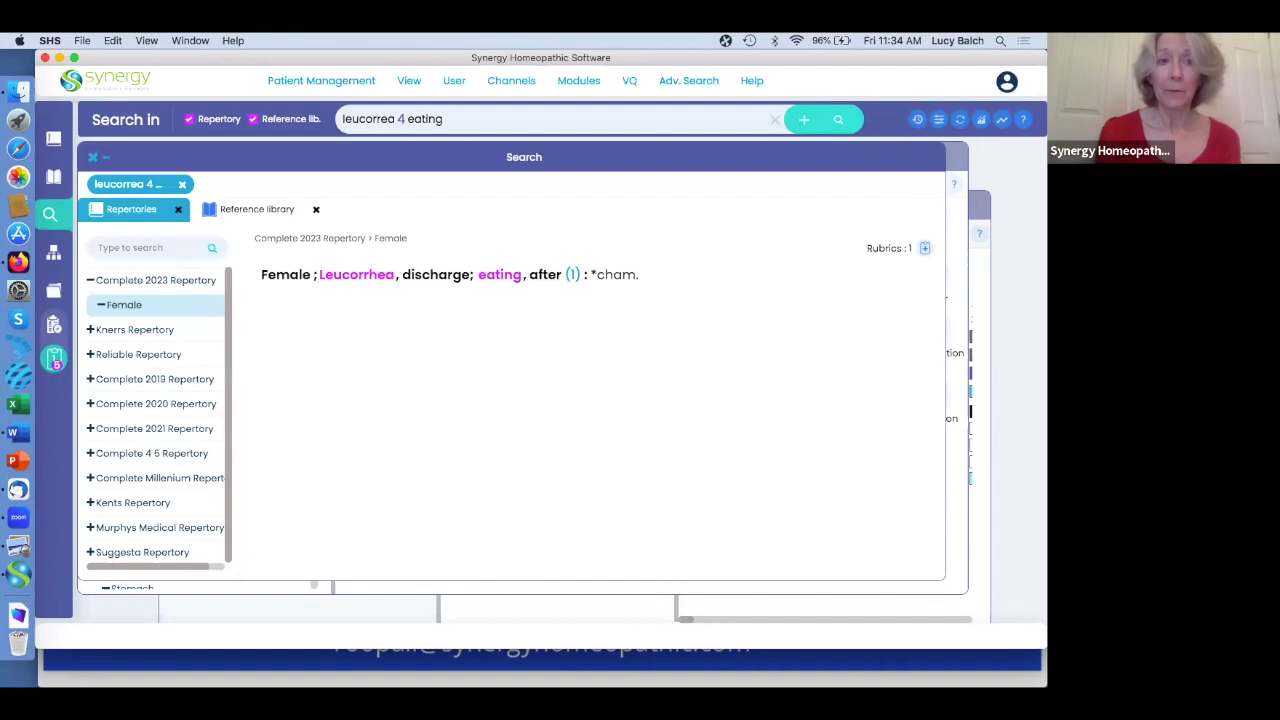 SHS File Edit View Window Help 96% Fri 11:34 AM Lucy Balch
Synergy Homeopathic Software
synergy
Patient Management View User Channels Modules VQ Adv. Search Help
Search in Repertory Reference lib. leucorrea 4 eating
Synergy Homeopath...
Search
leucorrea 4 ...
Repertories Reference library
Type to search
Complete 2023 Repertory > Female
Rubrics : 1
Female ; Leucorrhea, discharge; eating, after (1) : *cham.
Complete 2023 Repertory
Female
Knerrs Repertory
Reliable Repertory
Complete 2019 Repertory
Complete 2020 Repertory
Complete 2021 Repertory
Complete 4 5 Repertory
Complete Millenium Repert
Kents Repertory
Murphys Medical Repertory
Suggesta Repertory
Stomach
tion
on